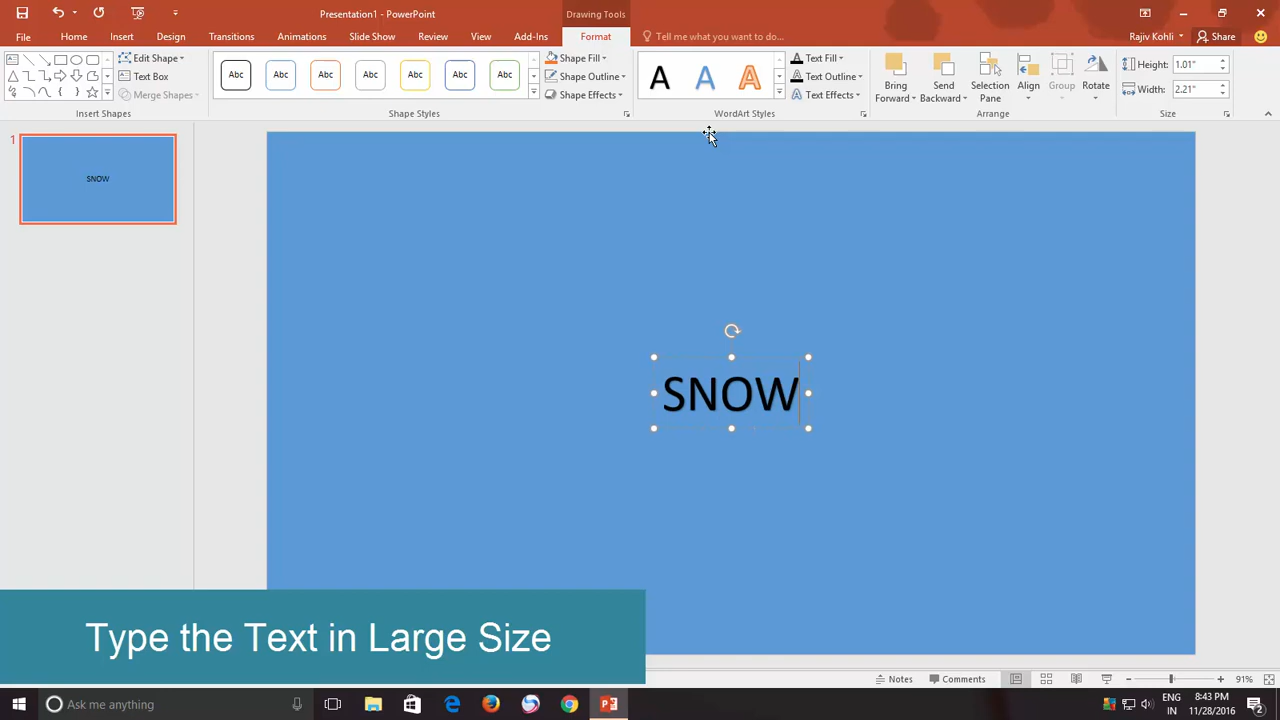 Presentation1 - PowerPoint
Drawing Tools
File Home Insert Design Transitions Animations Slide Show Review View Add-Ins Format Tell me what you want to do... Rajiv Kohli Share
Edit Shape
Text Box
Merge Shapes
Insert Shapes
Abc Abc Abc Abc Abc Abc Abc
Shape Fill
Shape Outline
Shape Effects
Shape Styles
A A A
Text Fill
Text Outline
Text Effects
WordArt Styles
Bring Forward
Send Backward
Selection Pane
Align
Group
Rotate
Arrange
Height: 1.01"
Width: 2.21"
Size
1
SNOW
SNOW
Type the Text in Large Size
Notes Comments 91%
Ask me anything
ENG
IN
8:43 PM
11/28/2016
2